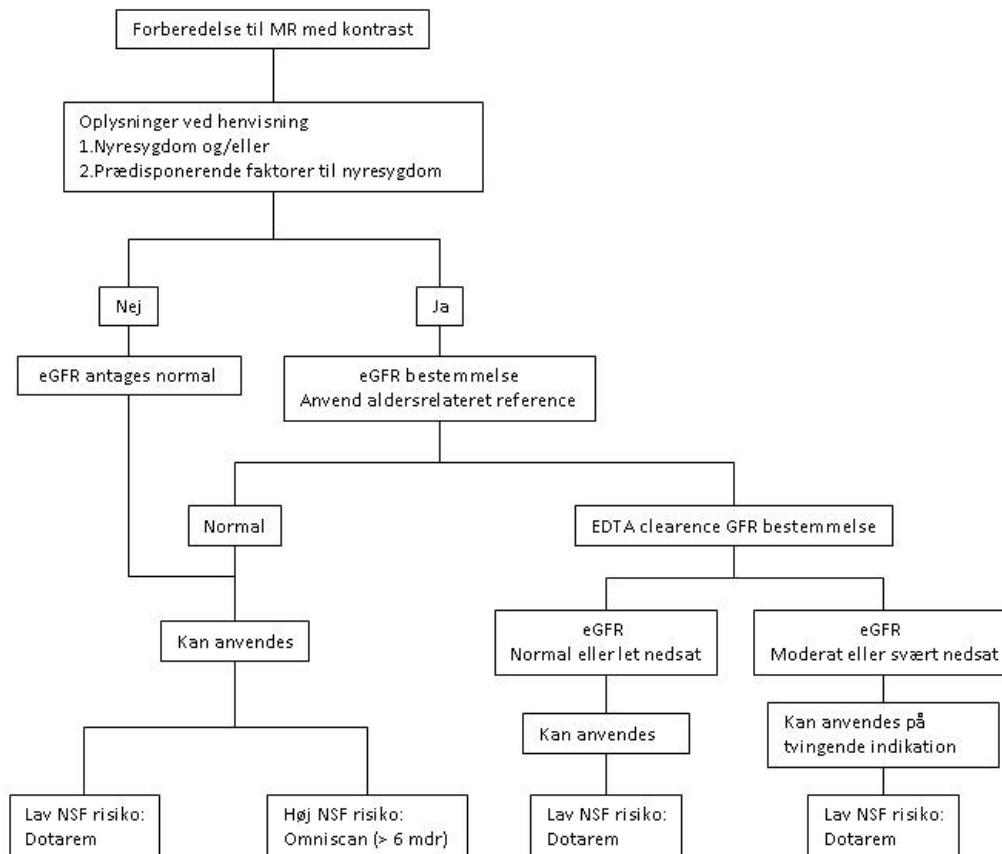 Forberedelse til MR med kontrast
Oplysninger ved henvisning
1.Nyresygdom og/eller
2.Prædisponerende faktorer til nyresygdom
Nej
Ja
eGFR antages normal
eGFR bestemmelse
Anvend aldersrelateret reference
Normal
EDTA clearence GFR bestemmelse
Kan anvendes
eGFR
Normal eller let nedsat
eGFR
Moderat eller svært nedsat
Kan anvendes
Kan anvendes på
tvingende indikation
Lav NSF risiko:
Dotarem
Høj NSF risiko:
Omniscan (> 6 mdr)
Lav NSF risiko:
Dotarem
Lav NSF risiko:
Dotarem